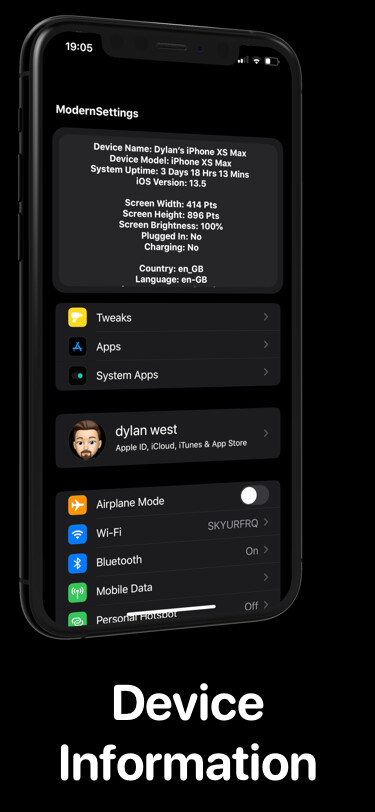 19:05
ModernSettings
Device Name: Dylan's iPhone XS Max
Device Model: iPhone XS Max
System Uptime: 3 Days 18 Hrs 13 Mins
iOS Version: 13.5
Screen Width: 414 Pts
Screen Height: 896 Pts
Screen Brightness: 100%
Plugged In: No
Charging: No
Country: en_GB
Language: en-GB
Tweaks
Apps
System Apps
dylan west
Apple ID, iCloud, iTunes & App Store
Airplane Mode
Wi-Fi SKYURFRQ
Bluetooth On
Mobile Data
Personal Hotspot Off
Device
Information